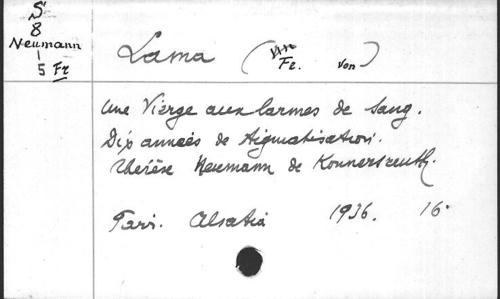 S
8
Neumann
5 Fr
Lama (Fr. von)
Une Vierge aux larmes de sang.
Dix années de stigmatisation.
Thérèse Neumann de Konnersreuth.
Paris. Alsatia 1936. 16°